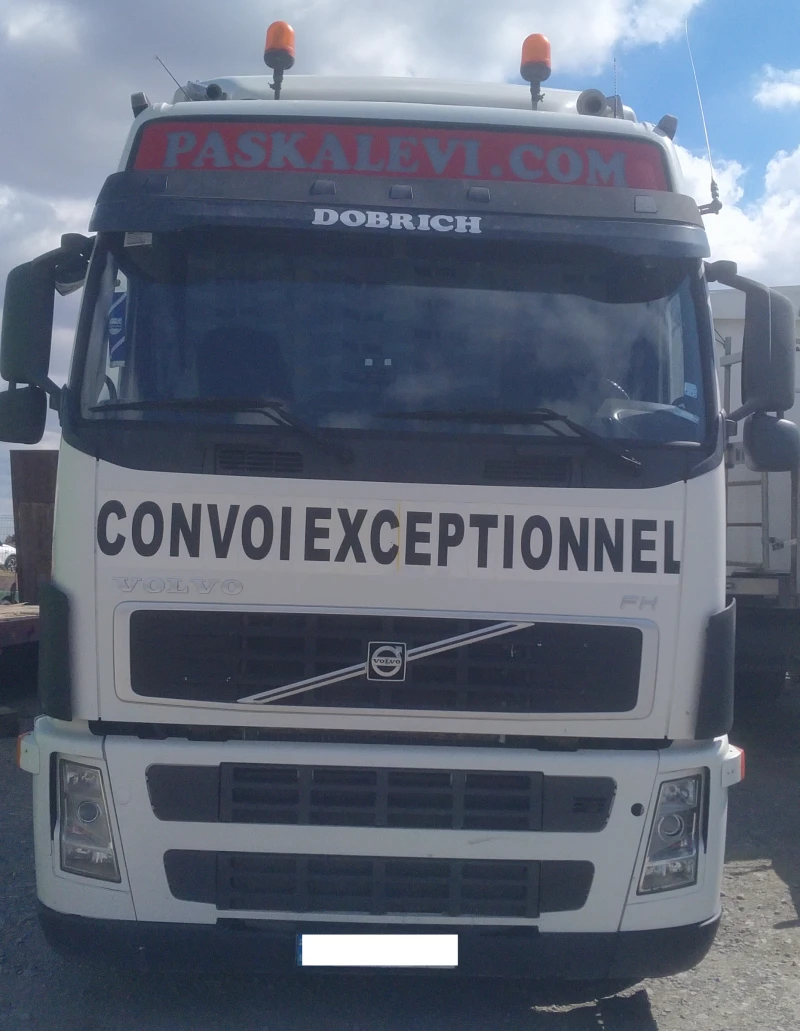 PASKALEVI.COM
DOBRICH
CONVOI EXCEPTIONNEL
VOLVO FH
VOLVO